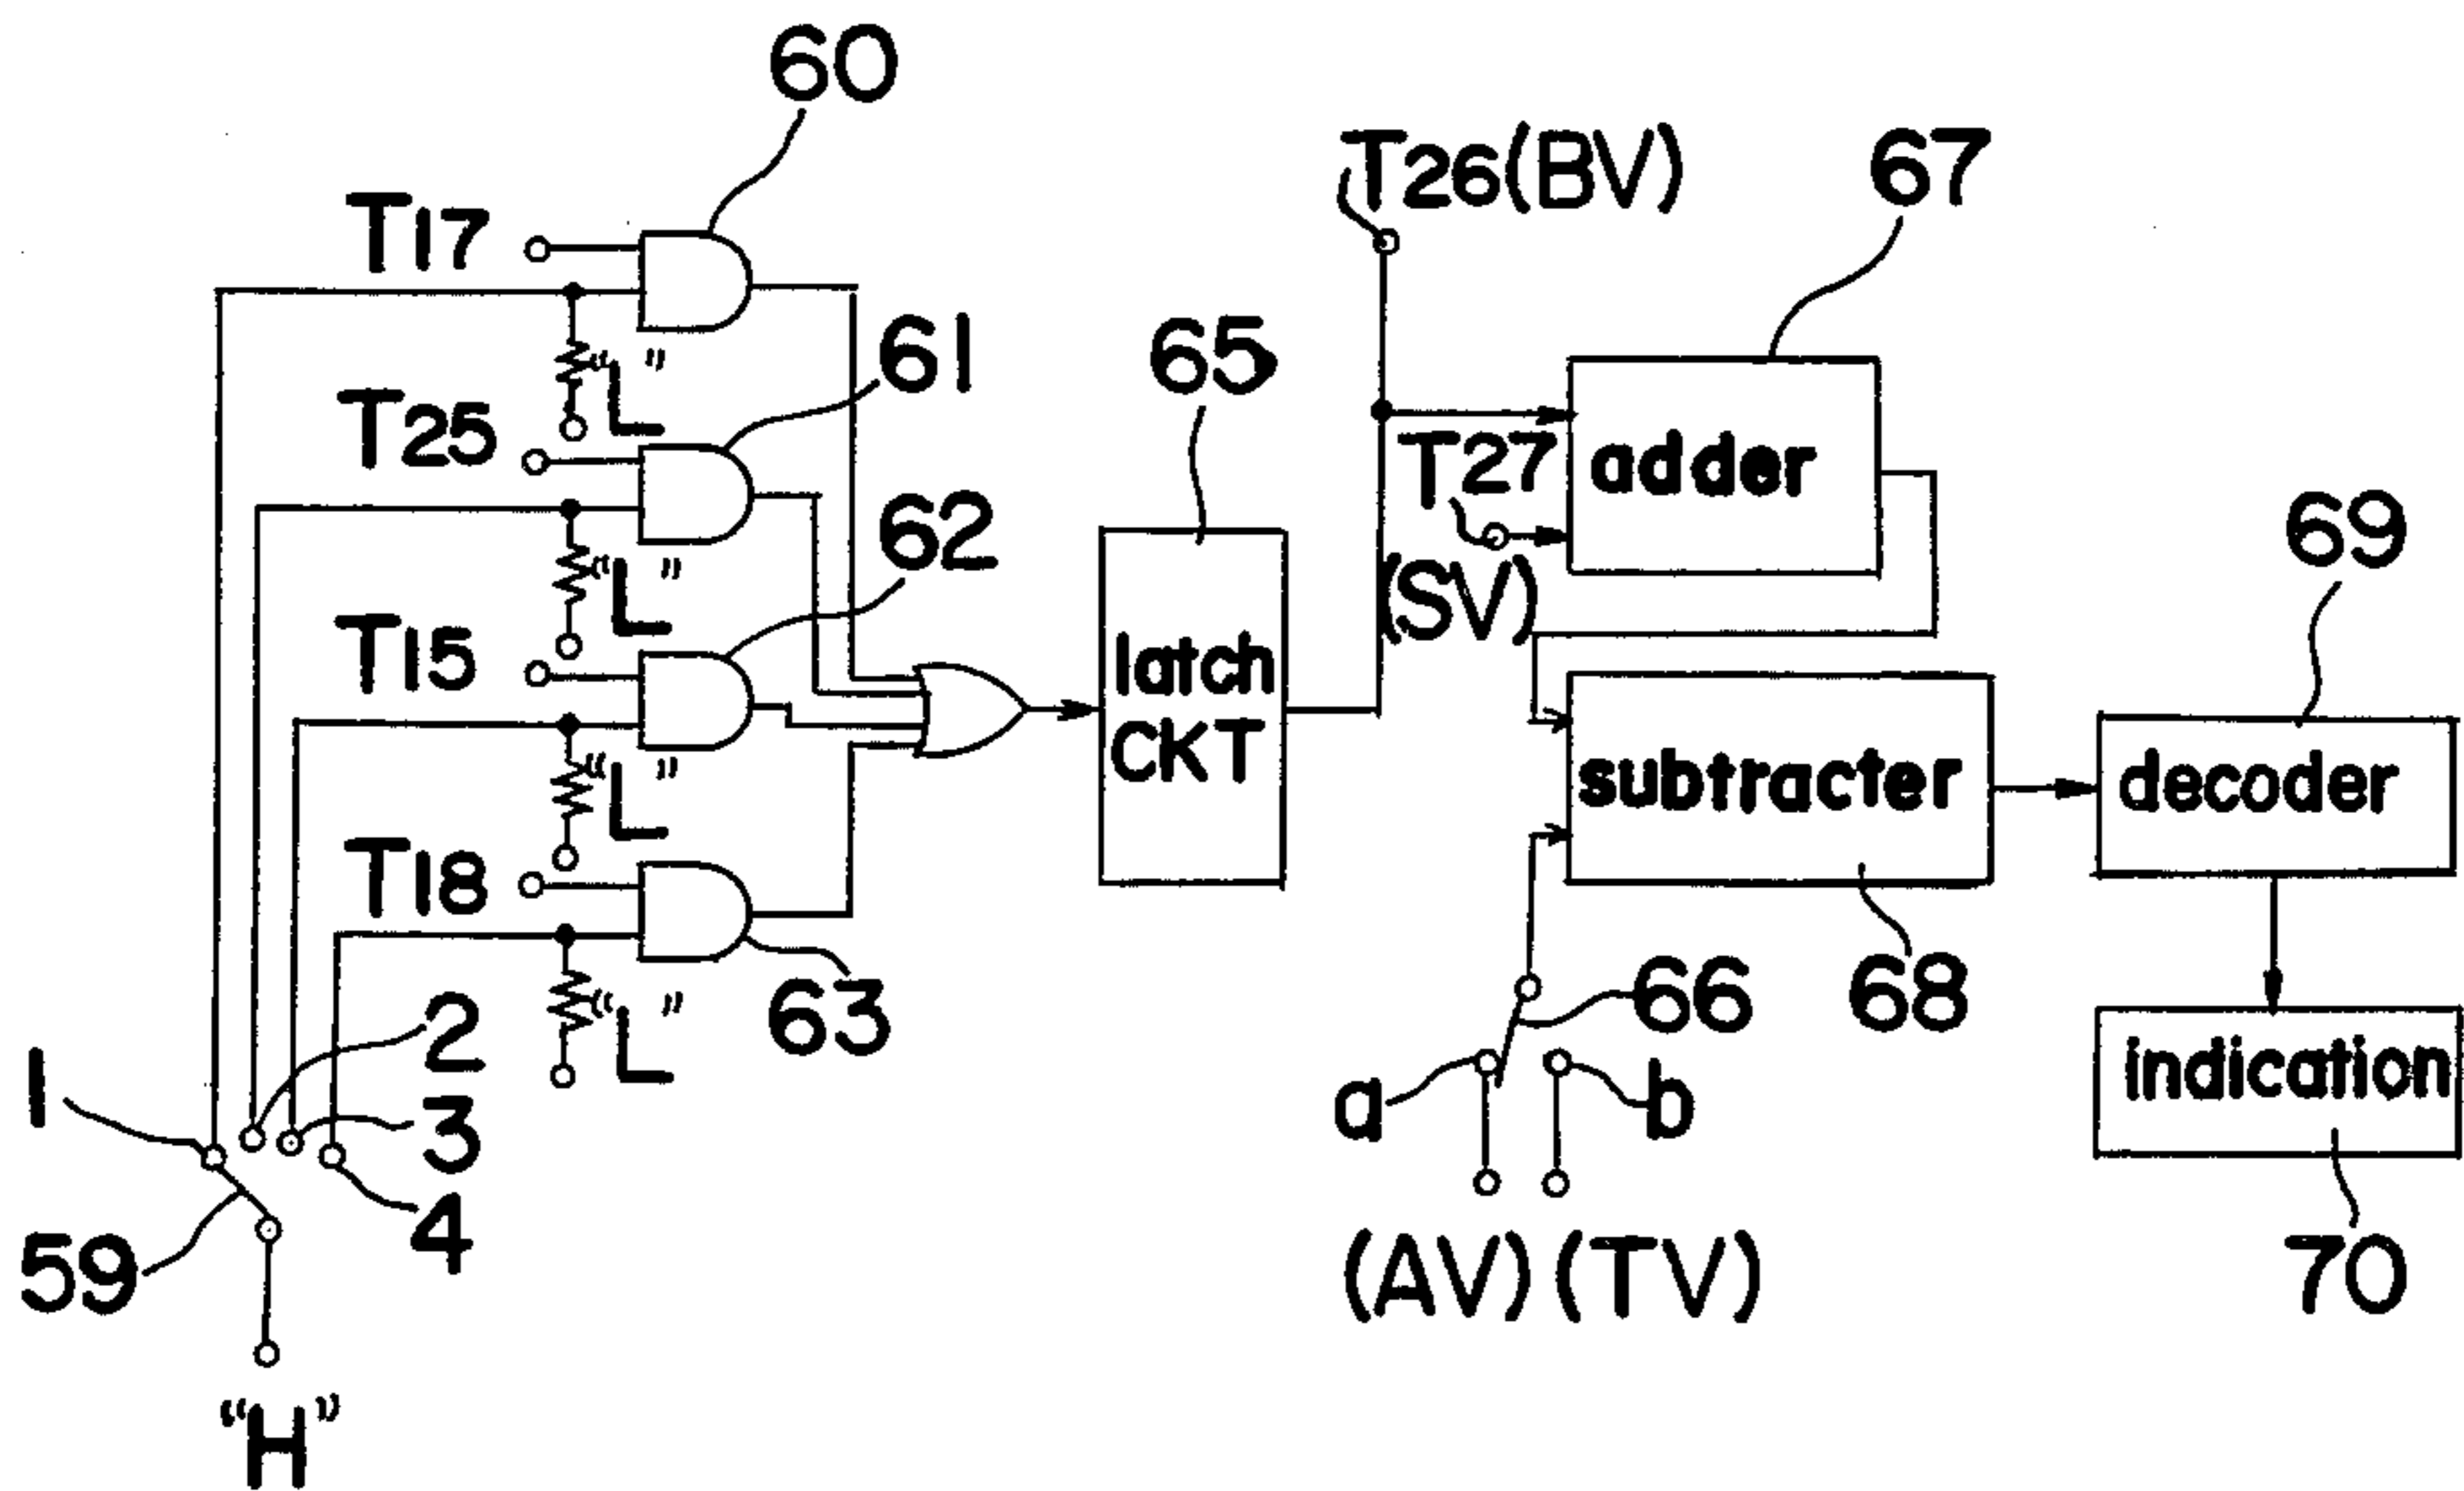 60
T26(BV)
67
T17
61
65
"L"
T25
62
T27
adder
69
"L"
(SV)
T15
latch
CKT
subtracter
decoder
"L"
T18
63
66
68
2
"L"
indication
1
3
a
b
4
59
(AV) (TV)
70
"H"